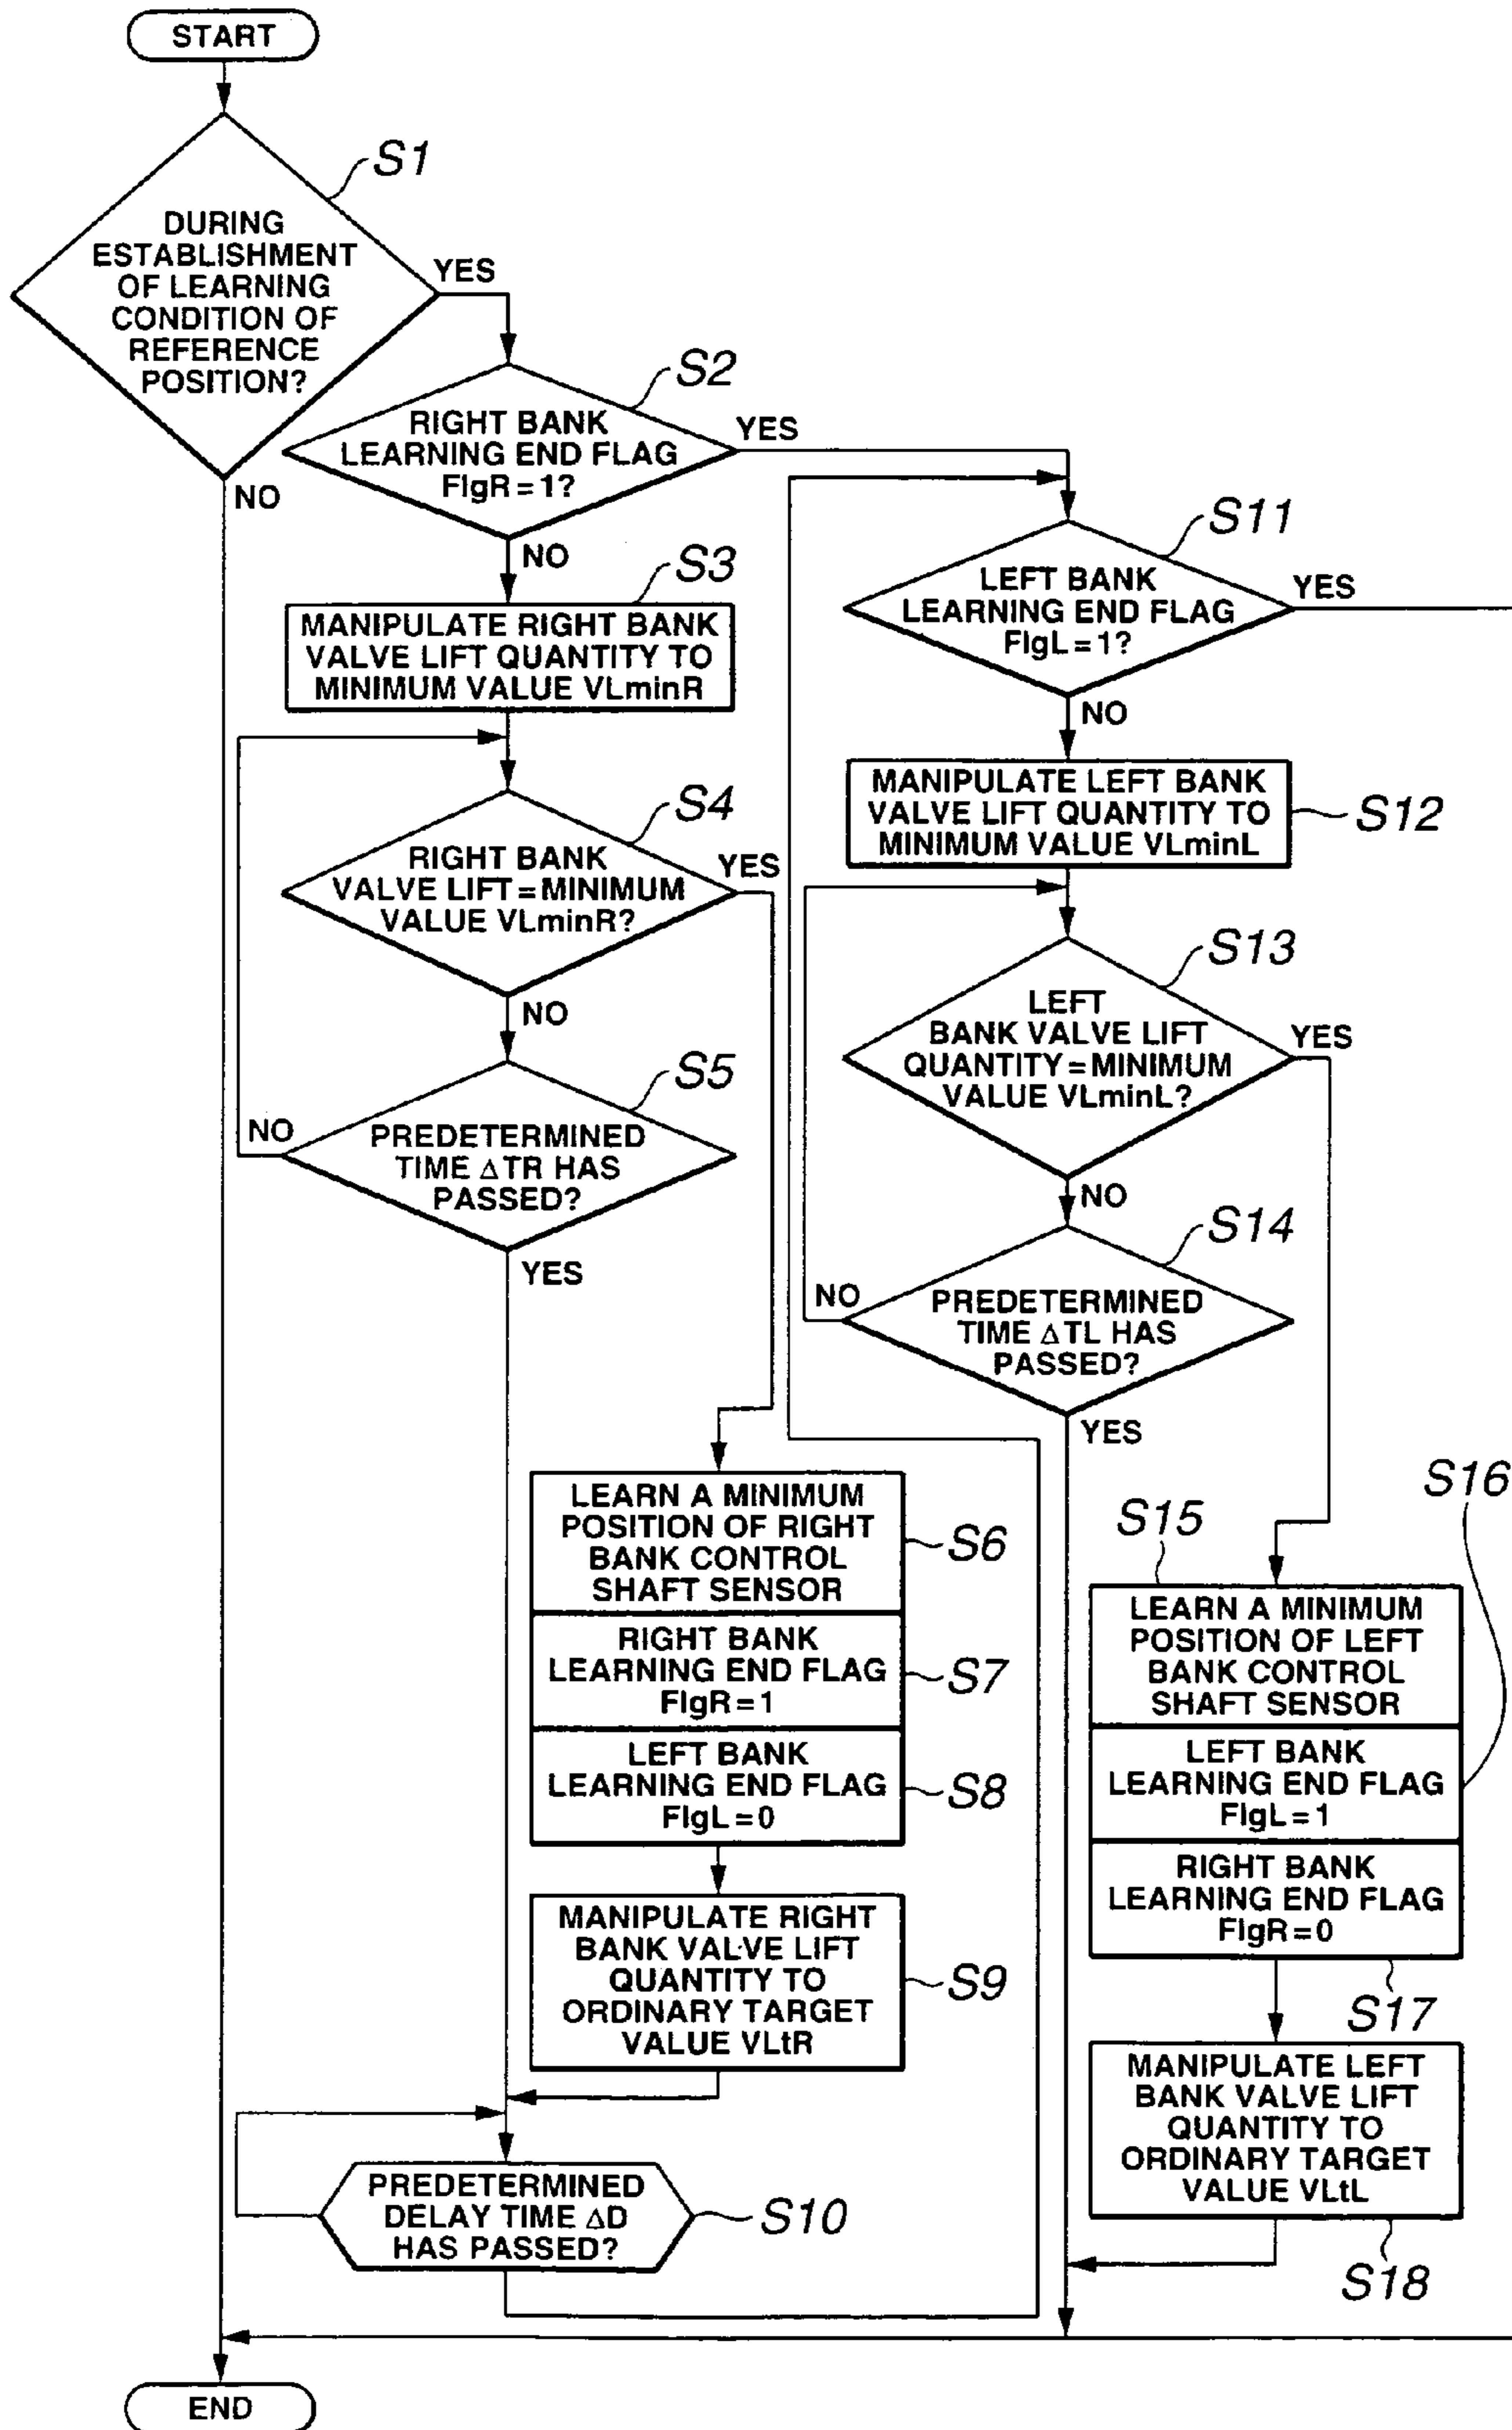 START
S1
DURING
ESTABLISHMENT
OF LEARNING
CONDITION OF
REFERENCE
POSITION?
YES
NO
S2
RIGHT BANK
LEARNING END FLAG
FlgR=1?
YES
NO
S3
MANIPULATE RIGHT BANK
VALVE LIFT QUANTITY TO
MINIMUM VALUE VLminR
S4
RIGHT BANK
VALVE LIFT=MINIMUM
VALUE VLminR?
YES
NO
S5
PREDETERMINED
TIME ΔTR HAS
PASSED?
NO
YES
LEARN A MINIMUM
POSITION OF RIGHT
BANK CONTROL
SHAFT SENSOR
S6
RIGHT BANK
LEARNING END FLAG
FlgR=1
S7
LEFT BANK
LEARNING END FLAG
FlgL=0
S8
MANIPULATE RIGHT
BANK VALVE LIFT
QUANTITY TO
ORDINARY TARGET
VALUE VLtR
S9
PREDETERMINED
DELAY TIME ΔD
HAS PASSED?
S10
S11
LEFT BANK
LEARNING END FLAG
FlgL=1?
YES
NO
MANIPULATE LEFT BANK
VALVE LIFT QUANTITY TO
MINIMUM VALUE VLminL
S12
S13
LEFT
BANK VALVE LIFT
QUANTITY=MINIMUM
VALUE VLminL?
YES
NO
S14
PREDETERMINED
TIME ΔTL HAS
PASSED?
NO
YES
S15
LEARN A MINIMUM
POSITION OF LEFT
BANK CONTROL
SHAFT SENSOR
S16
LEFT BANK
LEARNING END FLAG
FlgL=1
RIGHT BANK
LEARNING END FLAG
FlgR=0
S17
MANIPULATE LEFT
BANK VALVE LIFT
QUANTITY TO
ORDINARY TARGET
VALUE VLtL
S18
END